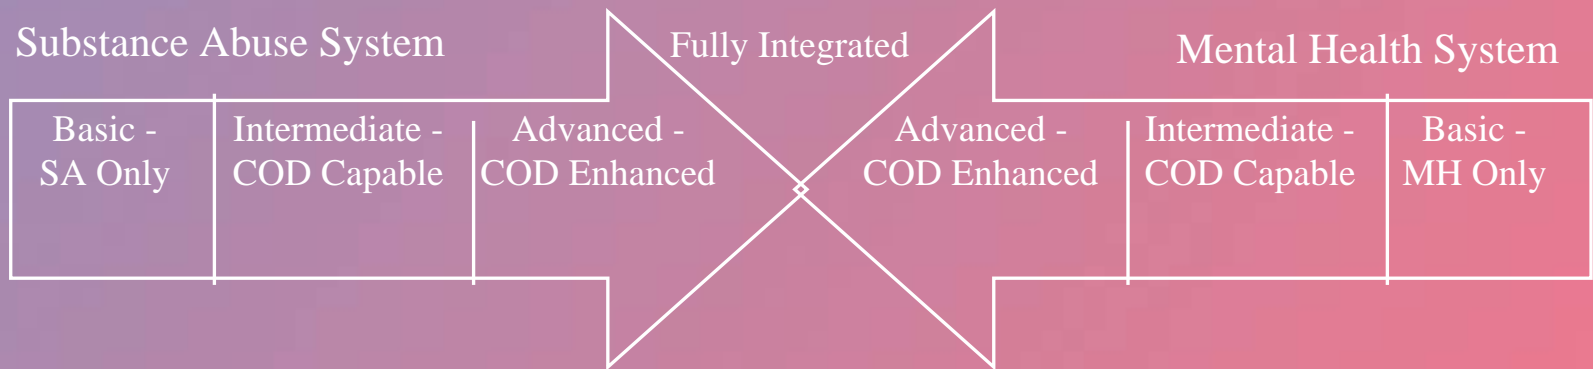 Substance Abuse System
Fully Integrated
Mental Health System
Basic -
SA Only
Intermediate -
COD Capable
Advanced -
COD Enhanced
Advanced -
COD Enhanced
Intermediate -
COD Capable
Basic -
MH Only